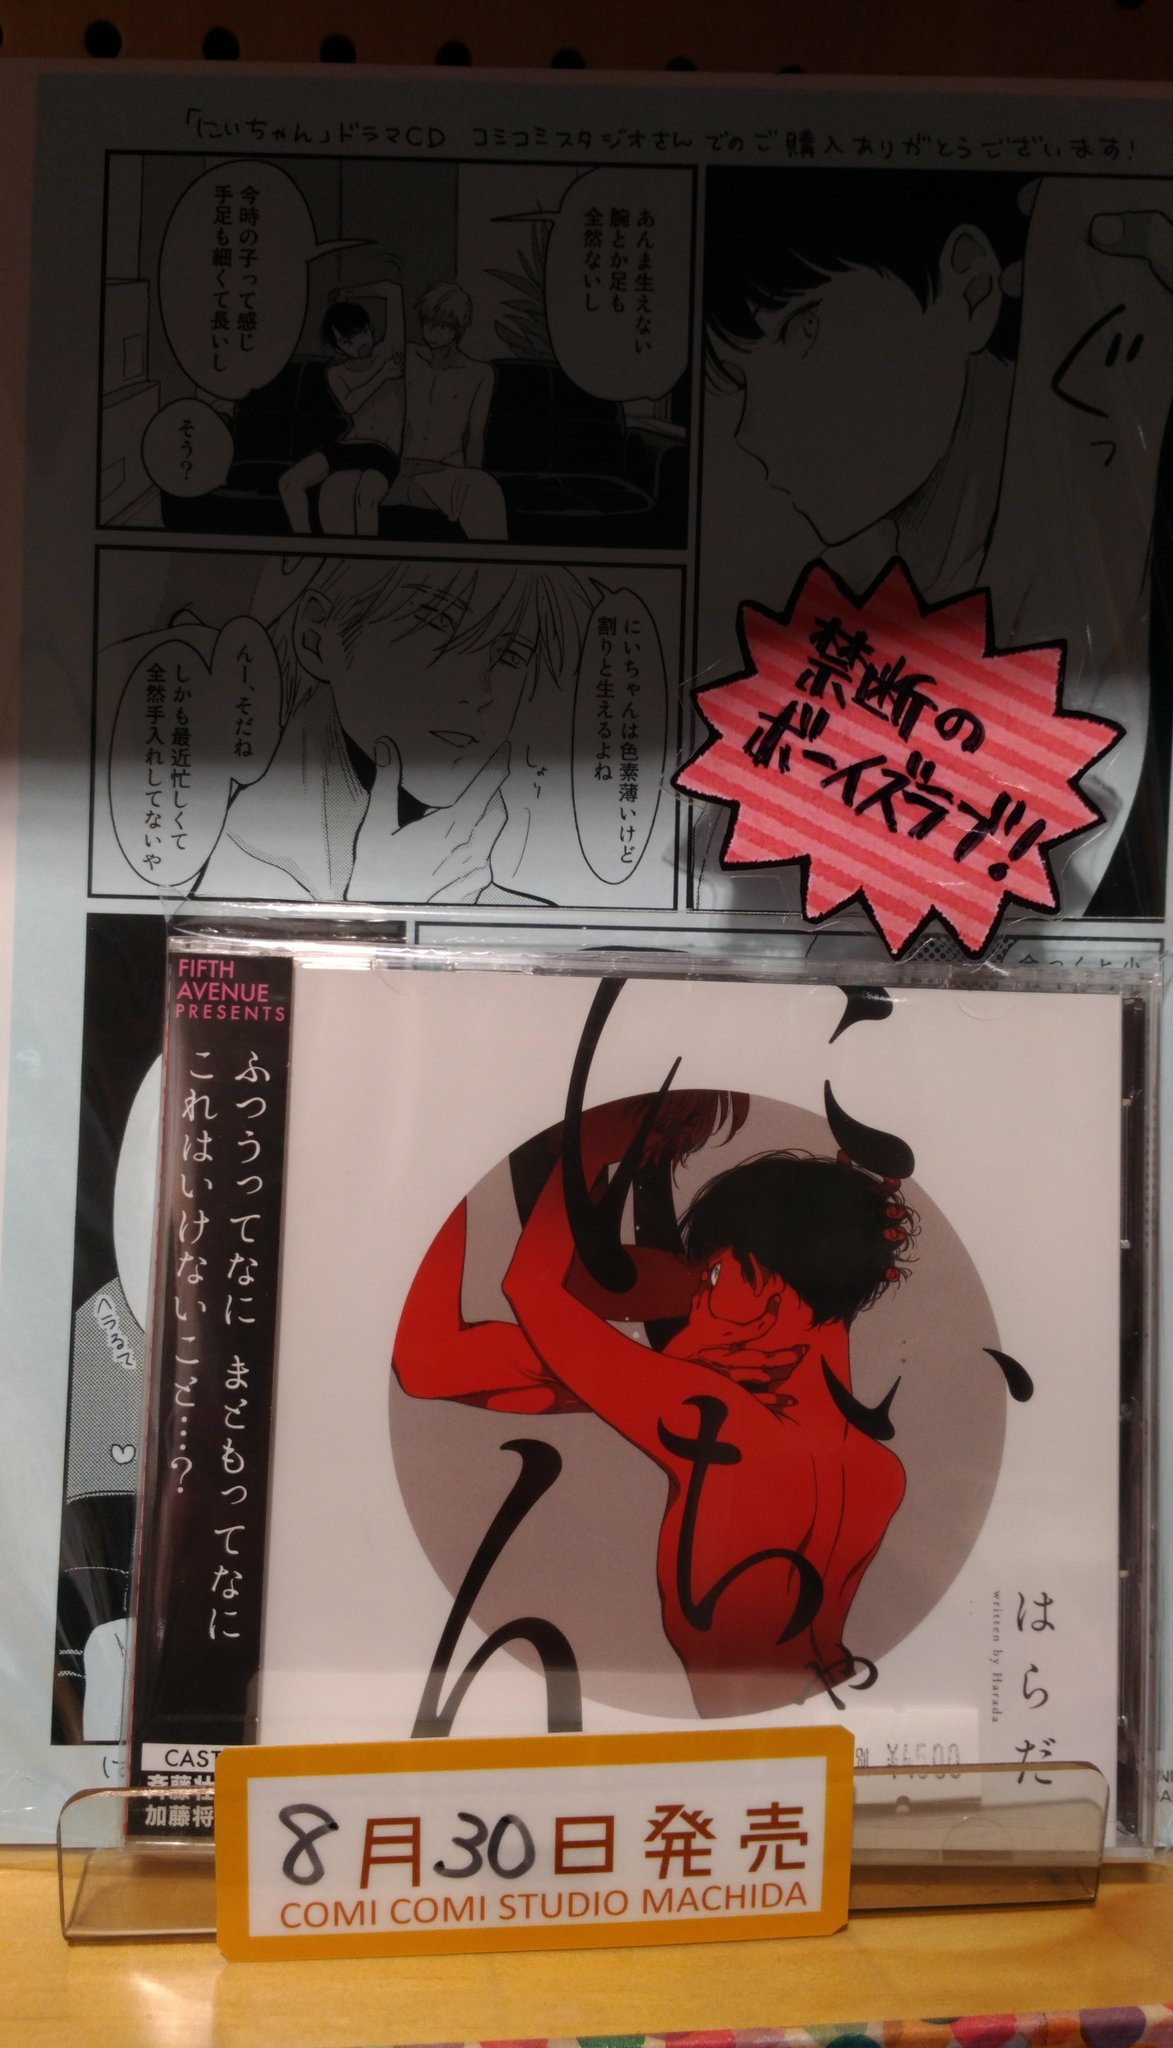 「にいちゃん」ドラマCD コミコミスタジオさんでのご購入ありがとうございます!
ぐっ
あんま生えない
腕とか足も
全然ないし
今時の子って感じ
手足も細くて長いし
そう?
にいちゃんは色素薄いけど
割りと生えるよね
しょり
んー、そだね
しかも最近忙しくて
全然手入れしてないや
禁断の
ボーイズラブ!!
FIFTH
AVENUE
PRESENTS
ふつうってなに まともってなに
これはいけないこと…?
CAST
斉藤壮
加藤将
にいちゃん
はらだ
written by Harada
¥4500
8月30日発売
COMI COMI STUDIO MACHIDA